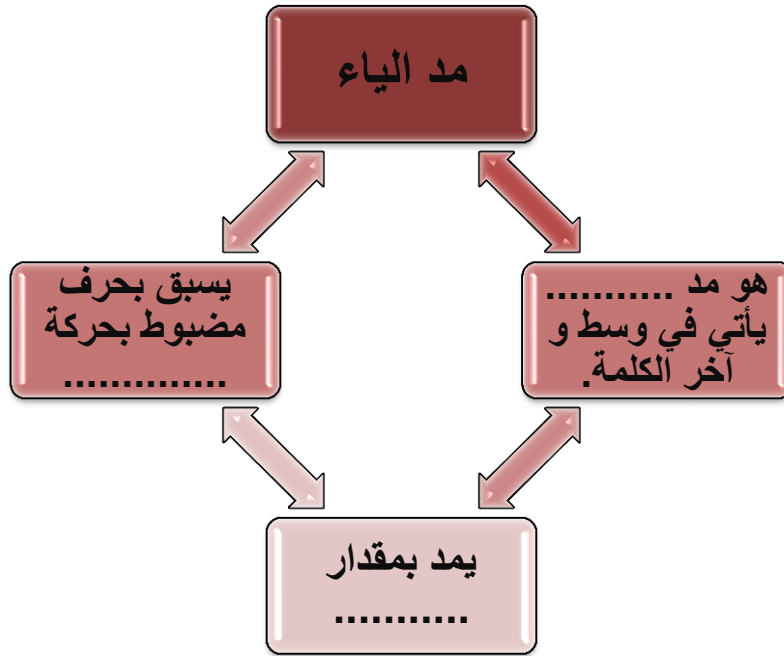 مد الياء
هو مد ...........
يأتي في وسط و
آخر الكلمة.
يمد بمقدار
...........
يسبق بحرف
مضبوط بحركة
..............